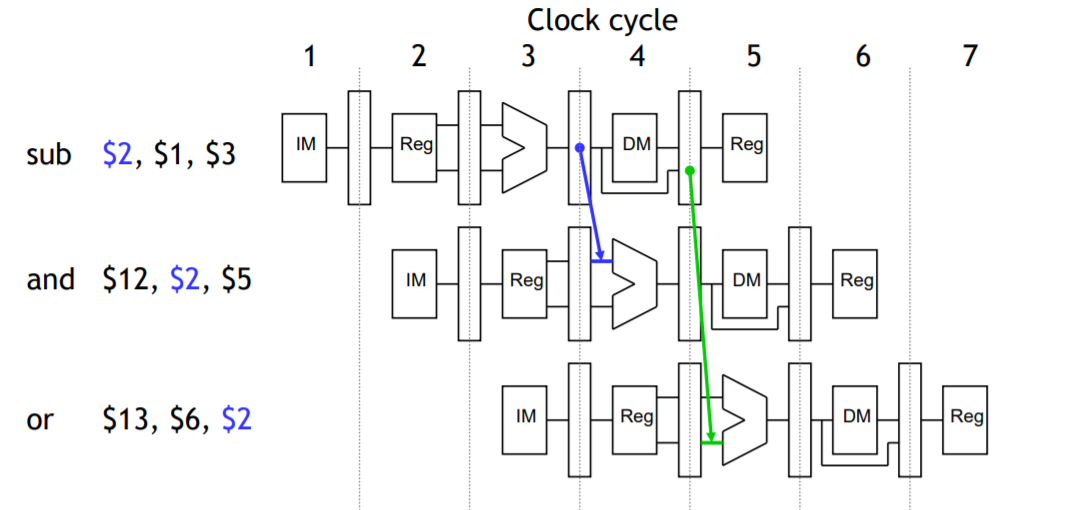 Clock cycle
1 2 3 4 5 6 7
sub $2, $1, $3 IM Reg DM Reg
and $12, $2, $5 IM Reg DM Reg
or $13, $6, $2 IM Reg DM Reg